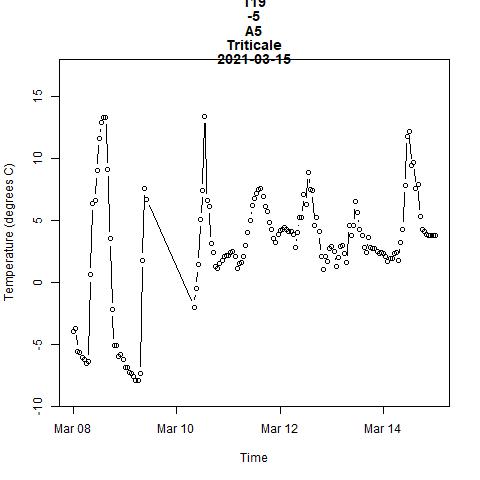 T19
-5
A5
Triticale
2021-03-15
Temperature (degrees C)
15
10
5
0
-5
-10
Mar 08
Mar 10
Mar 12
Mar 14
Time